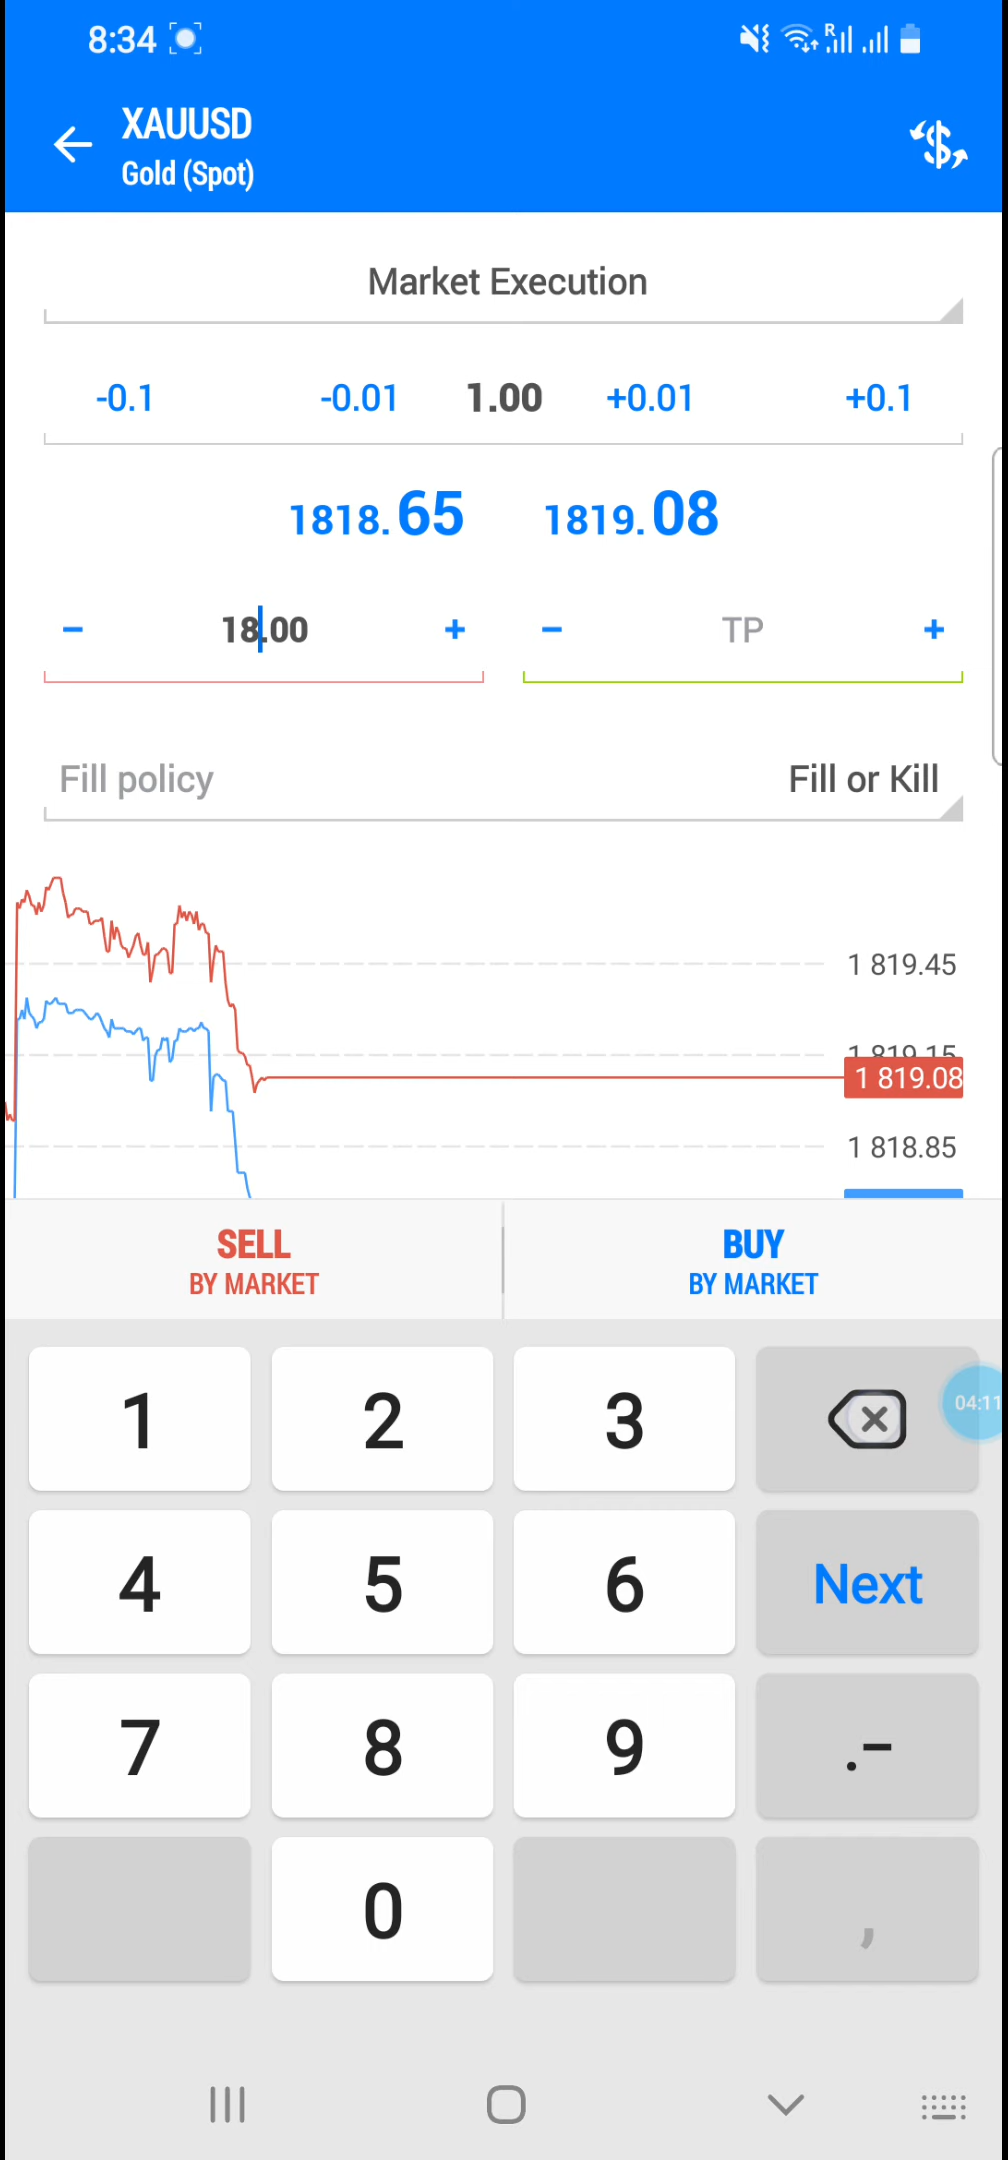 8:34
R
XAUUSD
Gold (Spot)
Market Execution
-0.1 -0.01 1.00 +0.01 +0.1
1818.65 1819.08
− 18.00 + − TP +
Fill policy Fill or Kill
1 819.45
1 819.15
1 819.08
1 818.85
SELL BUY
BY MARKET BY MARKET
1 2 3
04:11
4 5 6 Next
7 8 9 .−
0 ,